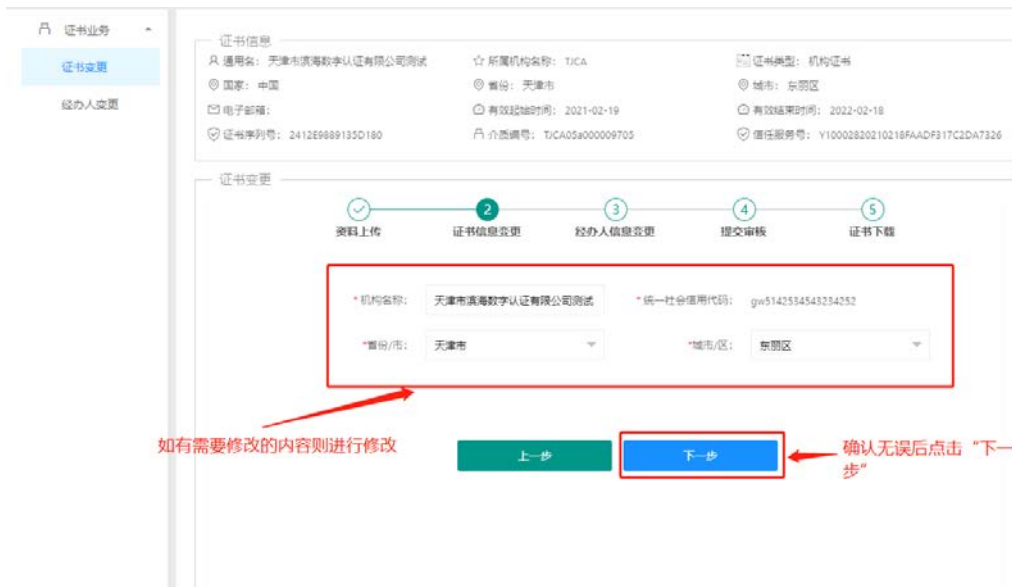 证书业务
证书变更
经办人变更
证书信息
通用名： 天津市滨海数字认证有限公司测试
所属机构名称： TJCA
证书类型： 机构证书
国家： 中国
省份： 天津市
城市： 东丽区
电子邮箱：
有效起始时间： 2021-02-19
有效结束时间： 2022-02-18
证书序列号： 2412E9889135D180
介质编号： TJCA05a000009705
信任服务号： Y10002820210218FAADF317C2DA7326
证书变更
2
3
4
5
资料上传
证书信息变更
经办人信息变更
提交审核
证书下载
*机构名称：
天津市滨海数字认证有限公司测试
*统一社会信用代码：
gw5142534543234252
*省份/市：
天津市
*城市/区：
东丽区
如有需要修改的内容则进行修改
上一步
下一步
确认无误后点击“下一
步”